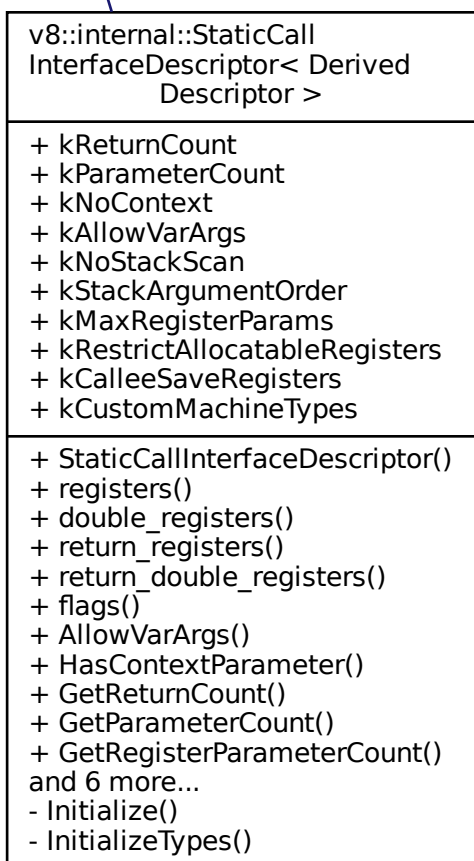 v8::internal::StaticCall
InterfaceDescriptor< Derived
Descriptor >
+ kReturnCount
+ kParameterCount
+ kNoContext
+ kAllowVarArgs
+ kNoStackScan
+ kStackArgumentOrder
+ kMaxRegisterParams
+ kRestrictAllocatableRegisters
+ kCalleeSaveRegisters
+ kCustomMachineTypes
+ StaticCallInterfaceDescriptor()
+ registers()
+ double_registers()
+ return_registers()
+ return_double_registers()
+ flags()
+ AllowVarArgs()
+ HasContextParameter()
+ GetReturnCount()
+ GetParameterCount()
+ GetRegisterParameterCount()
and 6 more...
- Initialize()
- InitializeTypes()